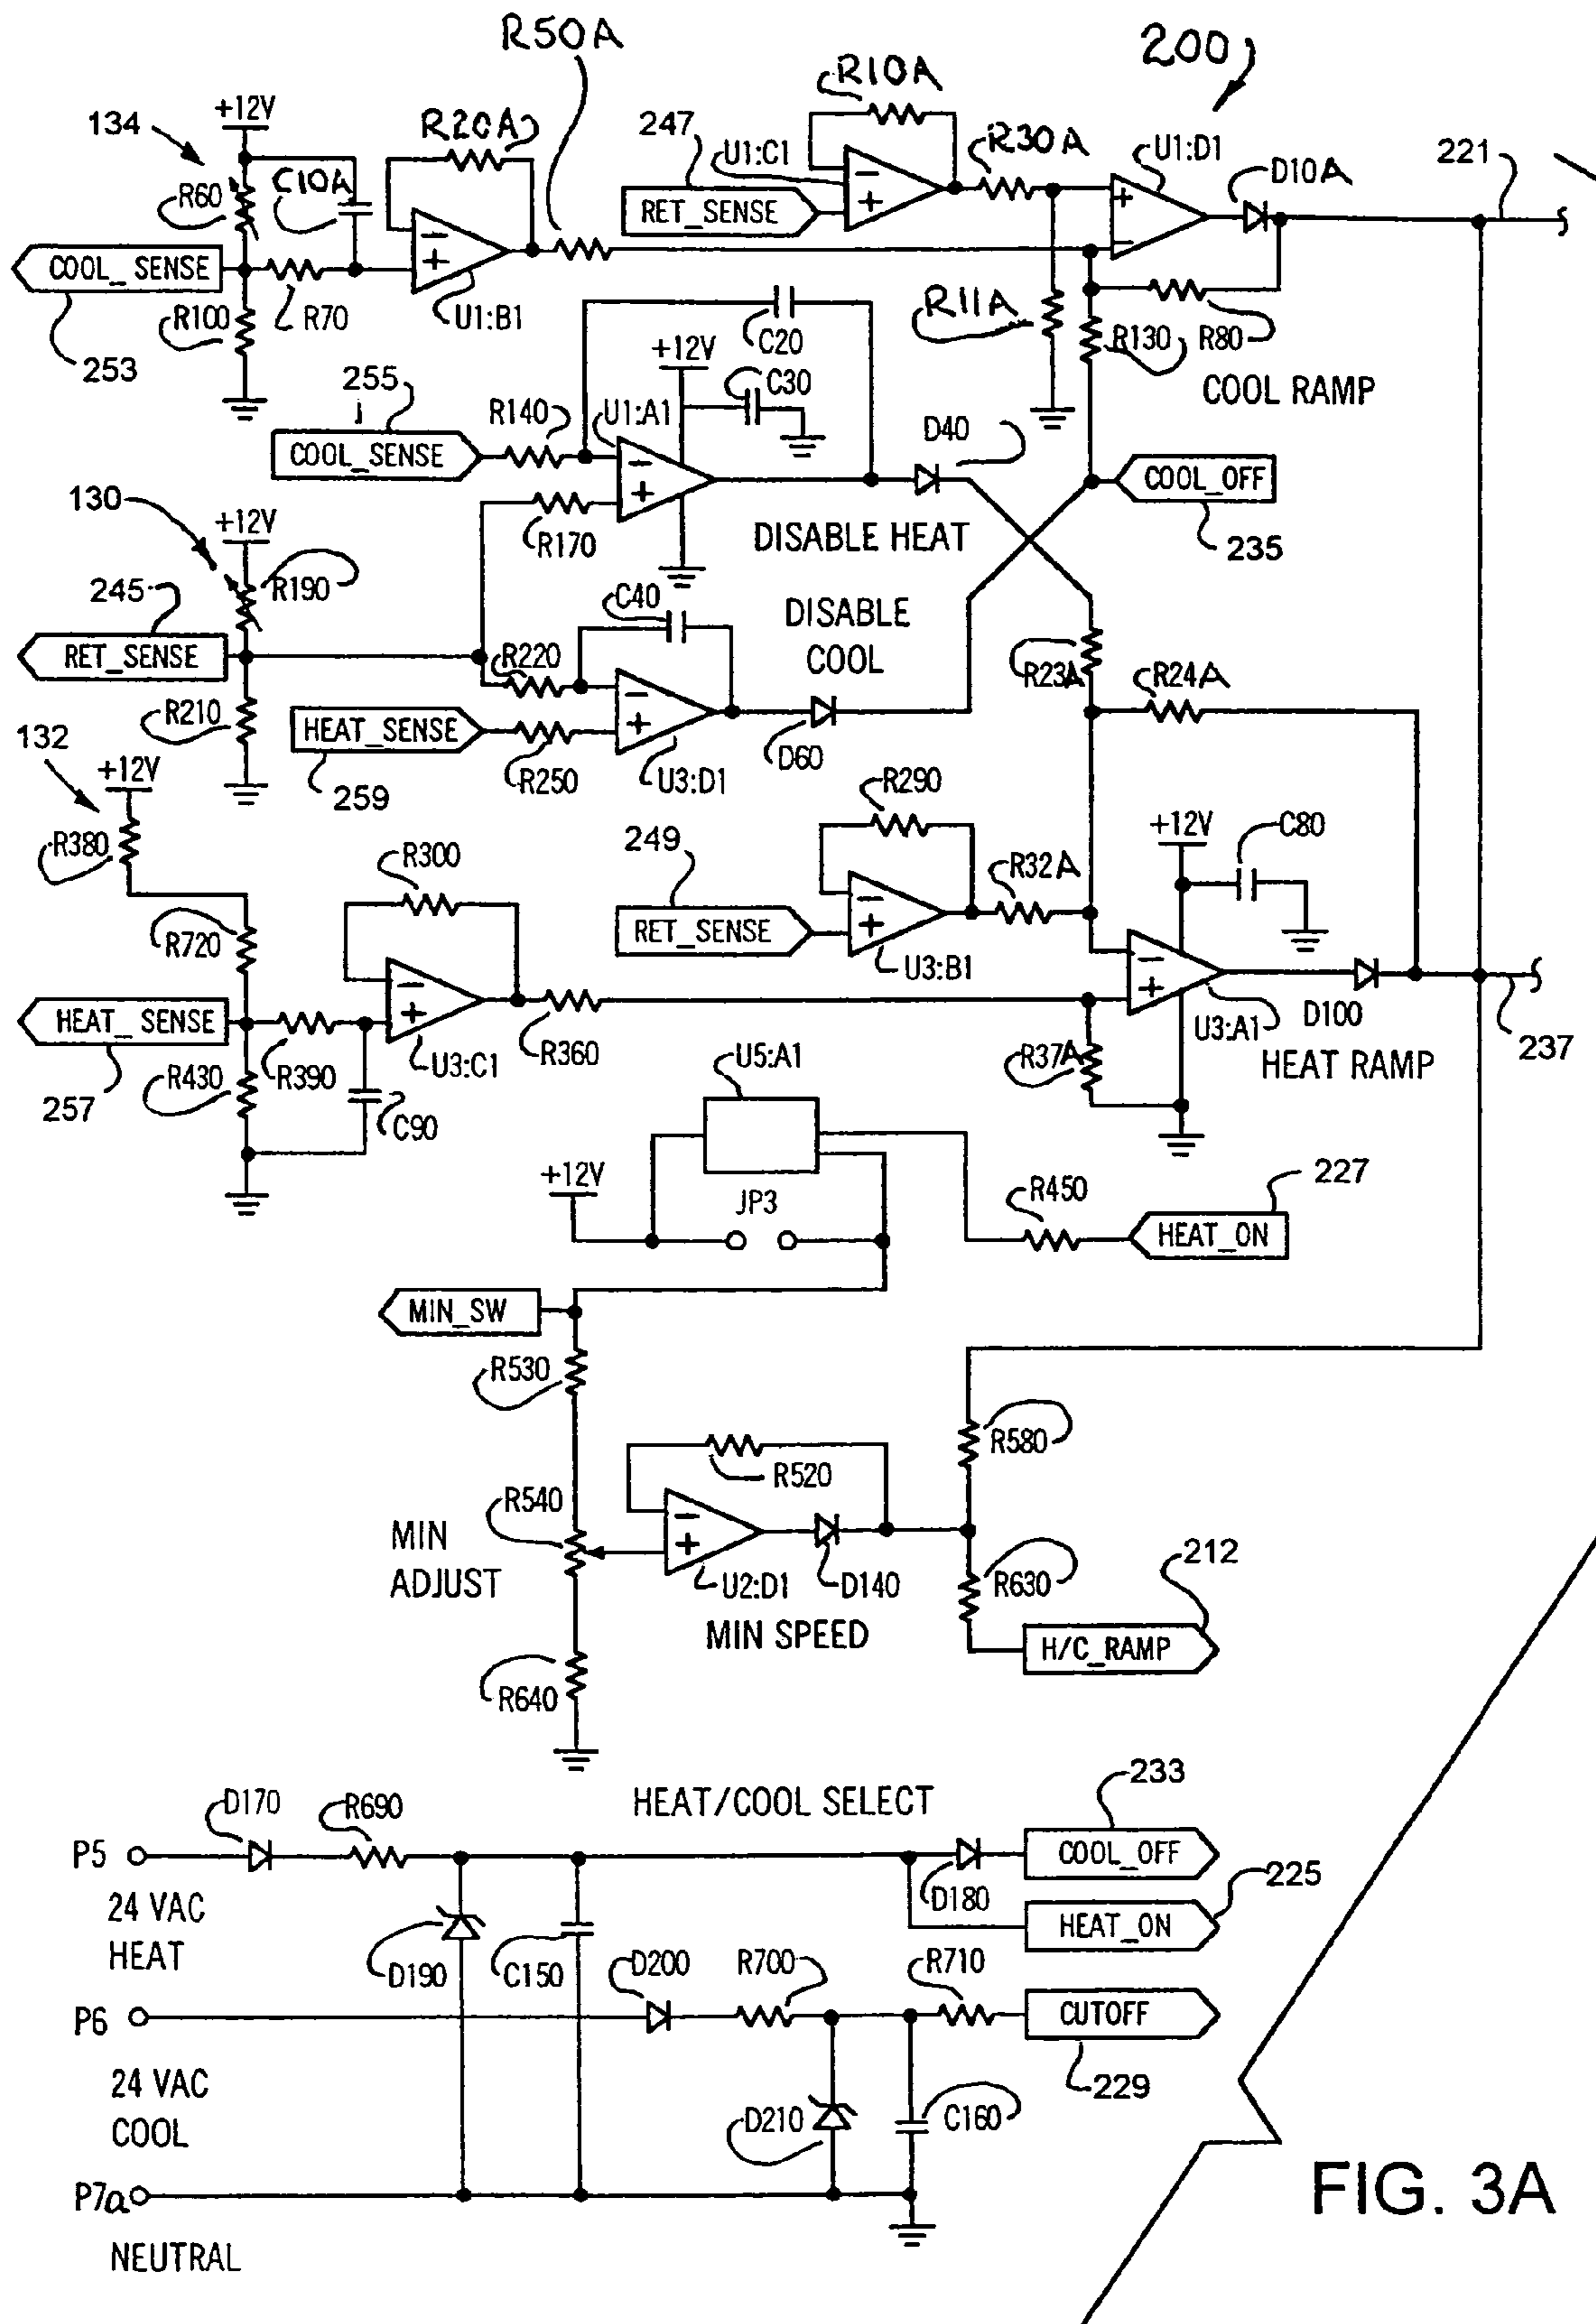 R50A
200
R10A
+12V
134
R20A
247
U1:C1
R30A
U1:D1
D10A
221
R60
C10A
RET_SENSE
COOL_SENSE
R100
R70
U1:B1
253
C20
R11A
R130
R80
COOL RAMP
+12V
C30
255
R140
U1:A1
D40
COOL_SENSE
COOL_OFF
235
130
+12V
R170
DISABLE HEAT
R190
245
C40
DISABLE
COOL
RET_SENSE
R220
R23A
R24A
R210
HEAT_SENSE
132
+12V
D60
R250
U3:D1
259
R290
+12V
C80
R380
249
R300
R32A
R720
RET_SENSE
U3:B1
HEAT_SENSE
U3:C1
R360
U3:A1
D100
237
R430
R390
R37A
HEAT RAMP
257
C90
U5:A1
+12V
JP3
R450
227
HEAT_ON
MIN_SW
R530
R580
R520
R540
MIN
ADJUST
U2:D1
D140
R630
212
MIN SPEED
H/C_RAMP
R640
233
D170
R690
HEAT/COOL SELECT
P5
COOL_OFF
D180
225
24 VAC
HEAT
HEAT_ON
D190
C150
D200
R700
R710
P6
CUTOFF
24 VAC
COOL
D210
C160
229
P7a
NEUTRAL
FIG. 3A